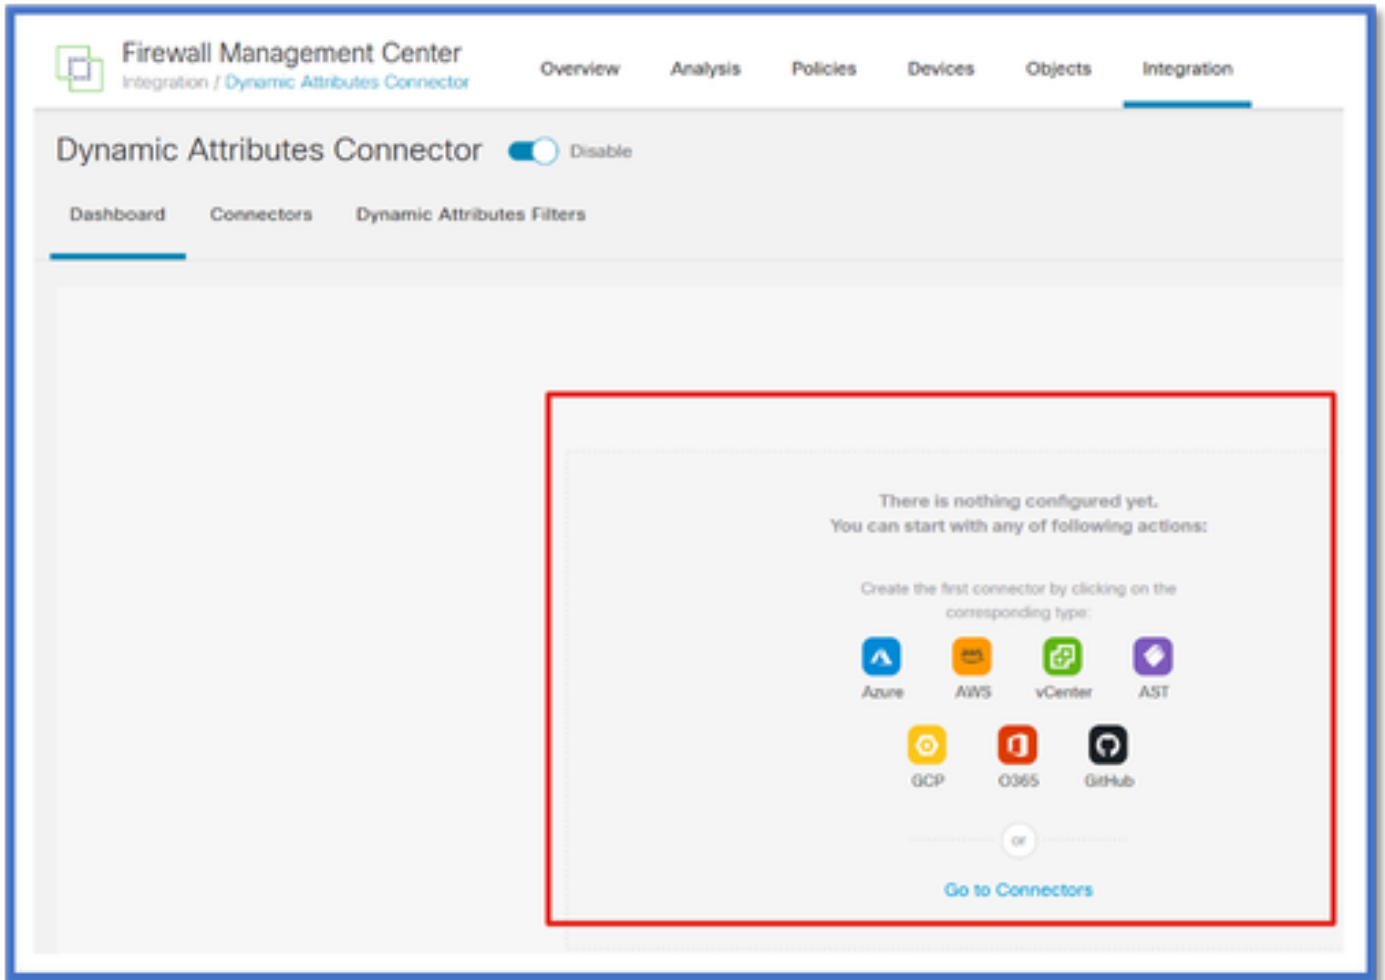 Firewall Management Center
Integration / Dynamic Attributes Connector
Overview Analysis Policies Devices Objects Integration
Dynamic Attributes Connector Disable
Dashboard Connectors Dynamic Attributes Filters
There is nothing configured yet.
You can start with any of following actions:
Create the first connector by clicking on the
corresponding type:
aws
Azure AWS vCenter AST
GCP O365 GitHub
or
Go to Connectors